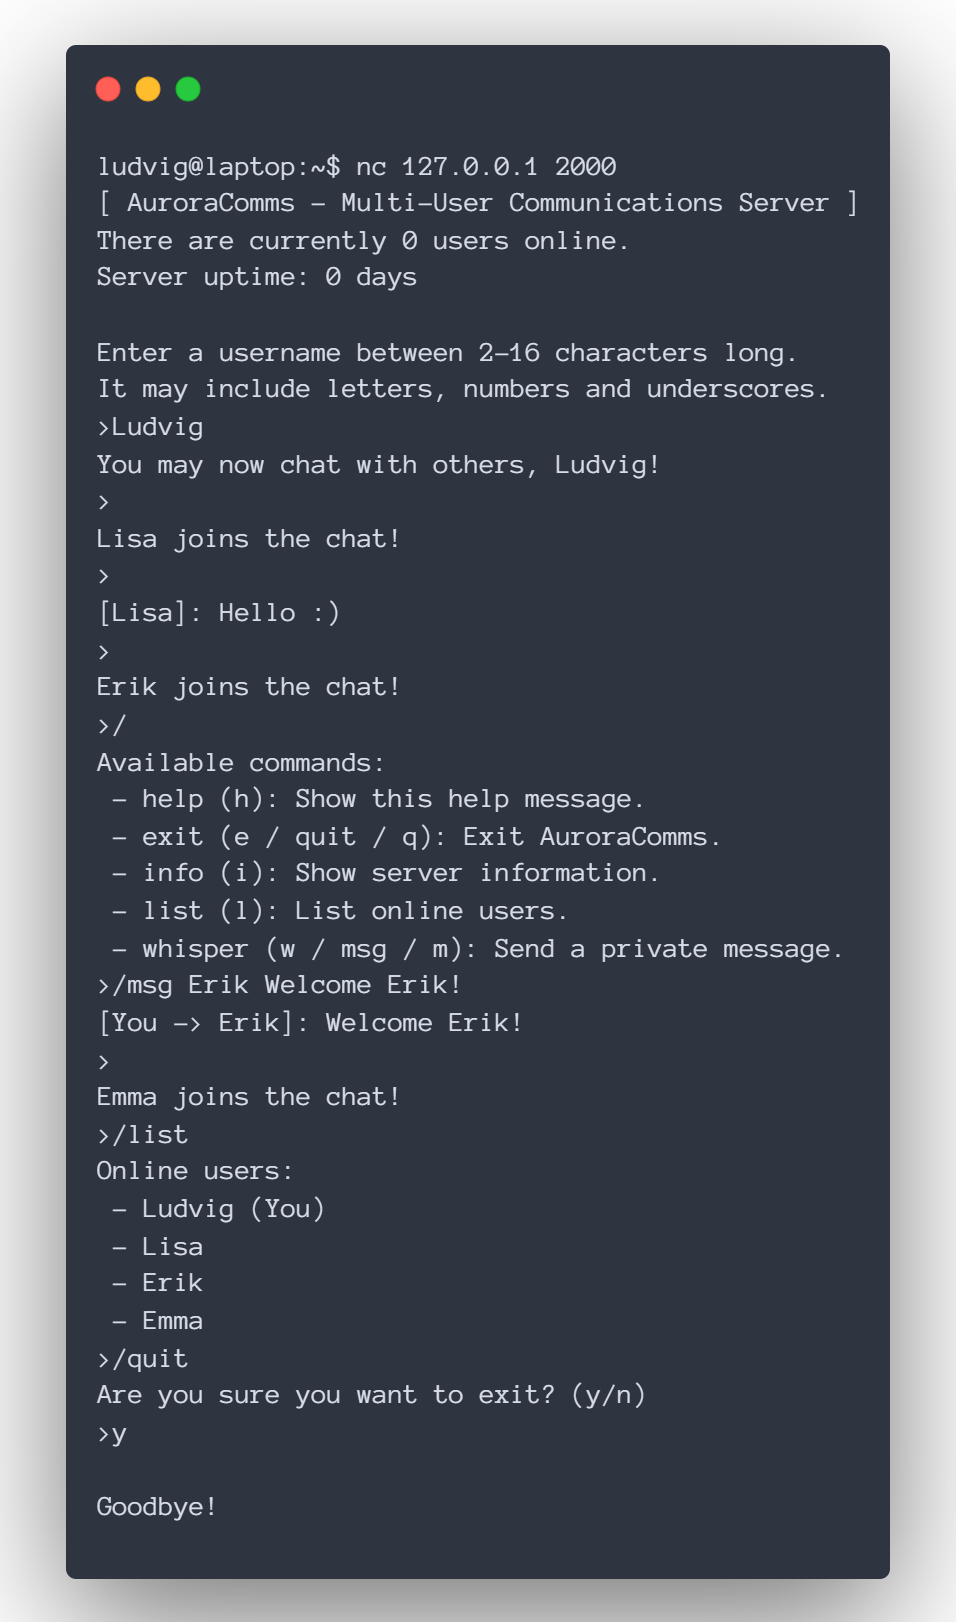 ludvig@laptop:~$ nc 127.0.0.1 2000
[ AuroraComms - Multi-User Communications Server ]
There are currently 0 users online.
Server uptime: 0 days

Enter a username between 2-16 characters long.
It may include letters, numbers and underscores.
>Ludvig
You may now chat with others, Ludvig!
>
Lisa joins the chat!
>
[Lisa]: Hello :)
>
Erik joins the chat!
>/
Available commands:
 - help (h): Show this help message.
 - exit (e / quit / q): Exit AuroraComms.
 - info (i): Show server information.
 - list (l): List online users.
 - whisper (w / msg / m): Send a private message.
>/msg Erik Welcome Erik!
[You -> Erik]: Welcome Erik!
>
Emma joins the chat!
>/list
Online users:
 - Ludvig (You)
 - Lisa
 - Erik
 - Emma
>/quit
Are you sure you want to exit? (y/n)
>y

Goodbye!